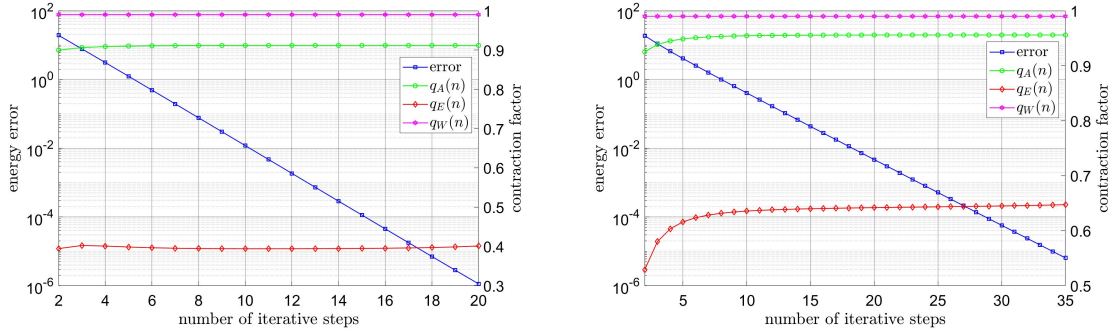 10^2
10^0
10^-2
10^-4
10^-6
energy error
2 4 6 8 10 12 14 16 18 20
number of iterative steps
1
0.9
0.8
0.7
0.6
0.5
0.4
0.3
contraction factor
error
q_A(n)
q_E(n)
q_W(n)
10^2
10^0
10^-2
10^-4
10^-6
energy error
5 10 15 20 25 30 35
number of iterative steps
1
0.9
0.8
0.7
0.6
0.5
contraction factor
error
q_A(n)
q_E(n)
q_W(n)